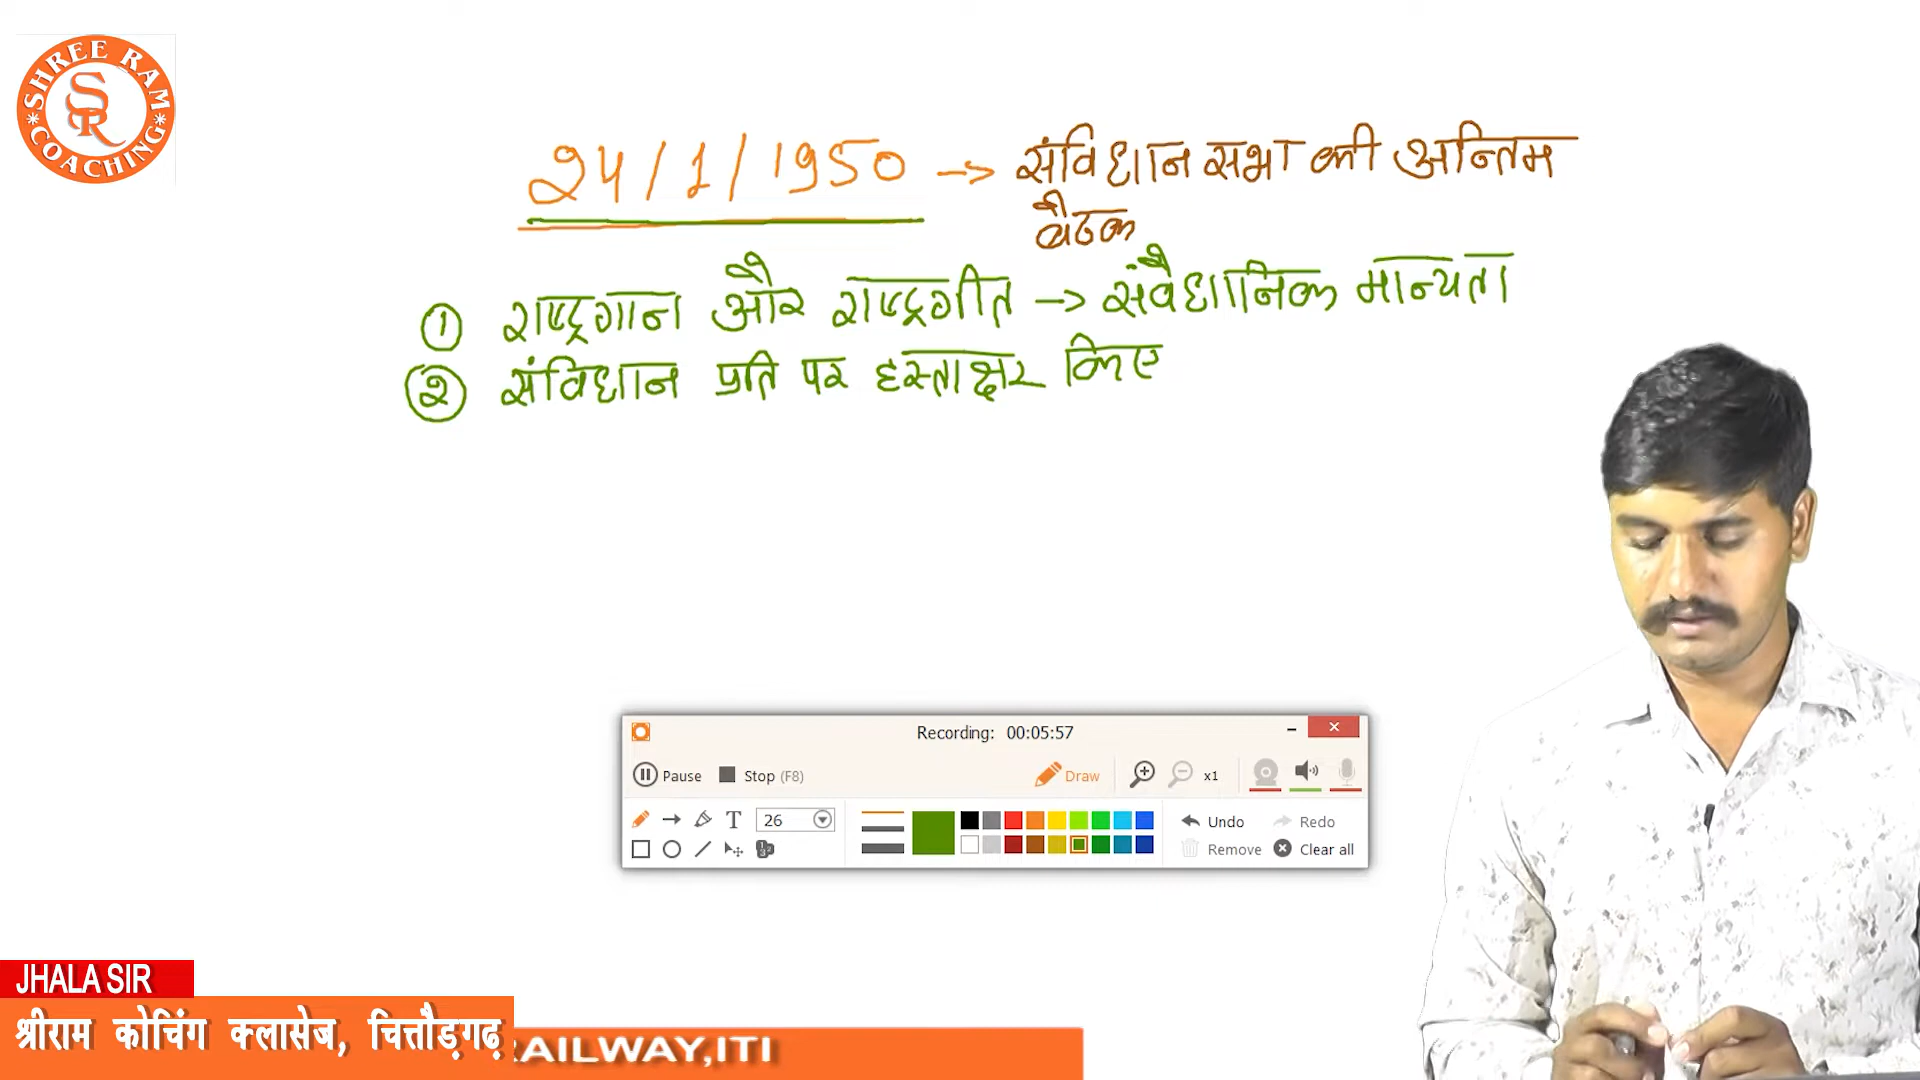 SHREE RAM
SR
COACHING
24/1/1950 → संविधान सभा की अन्तिम
बैठक
① राष्ट्रगान और राष्ट्रगीत → संवैधानिक मान्यता
② संविधान प्रति पर हस्ताक्षर किए
Recording: 00:05:57
Pause Stop (F8) Draw x1
T 26 Undo Redo
Remove Clear all
JHALA SIR
श्रीराम कोचिंग क्लासेज, चित्तौड़गढ़
RAILWAY,ITI